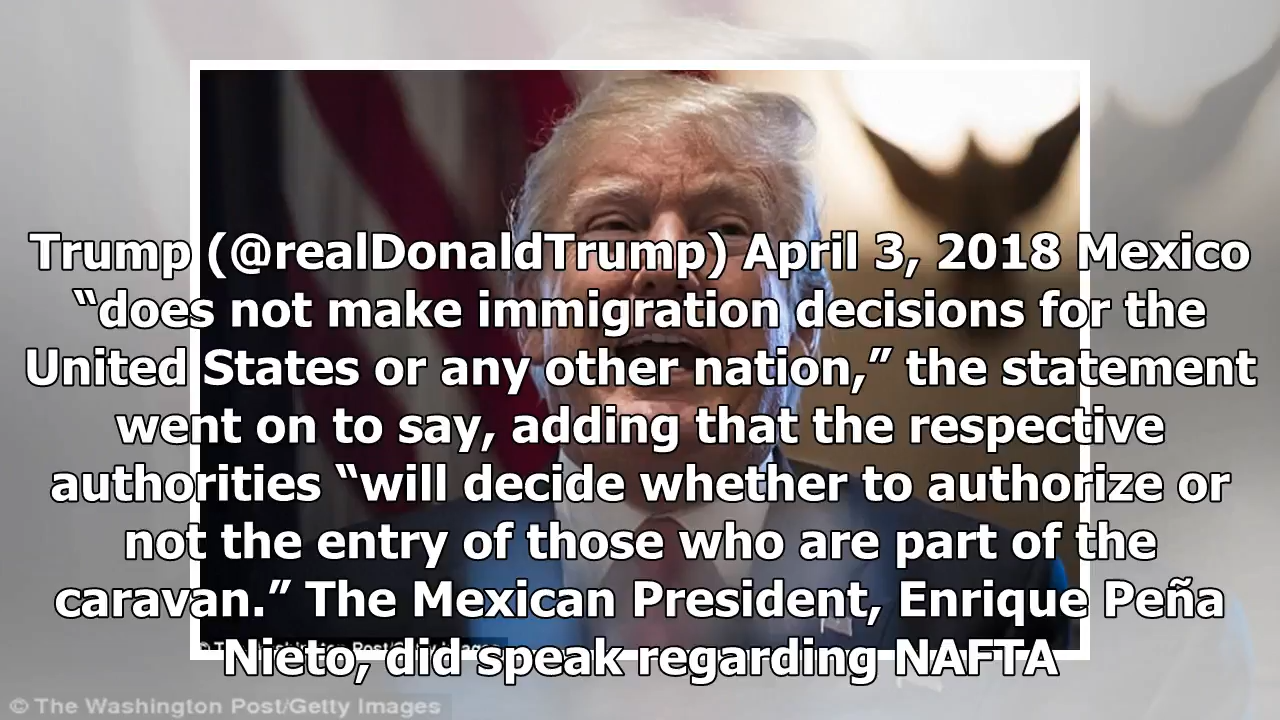 Trump (@realDonaldTrump) April 3, 2018 Mexico
“does not make immigration decisions for the
United States or any other nation,” the statement
went on to say, adding that the respective
authorities “will decide whether to authorize or
not the entry of those who are part of the
caravan.” The Mexican President, Enrique Peña
Nieto, did speak regarding NAFTA
© The Washington Post/Getty Images